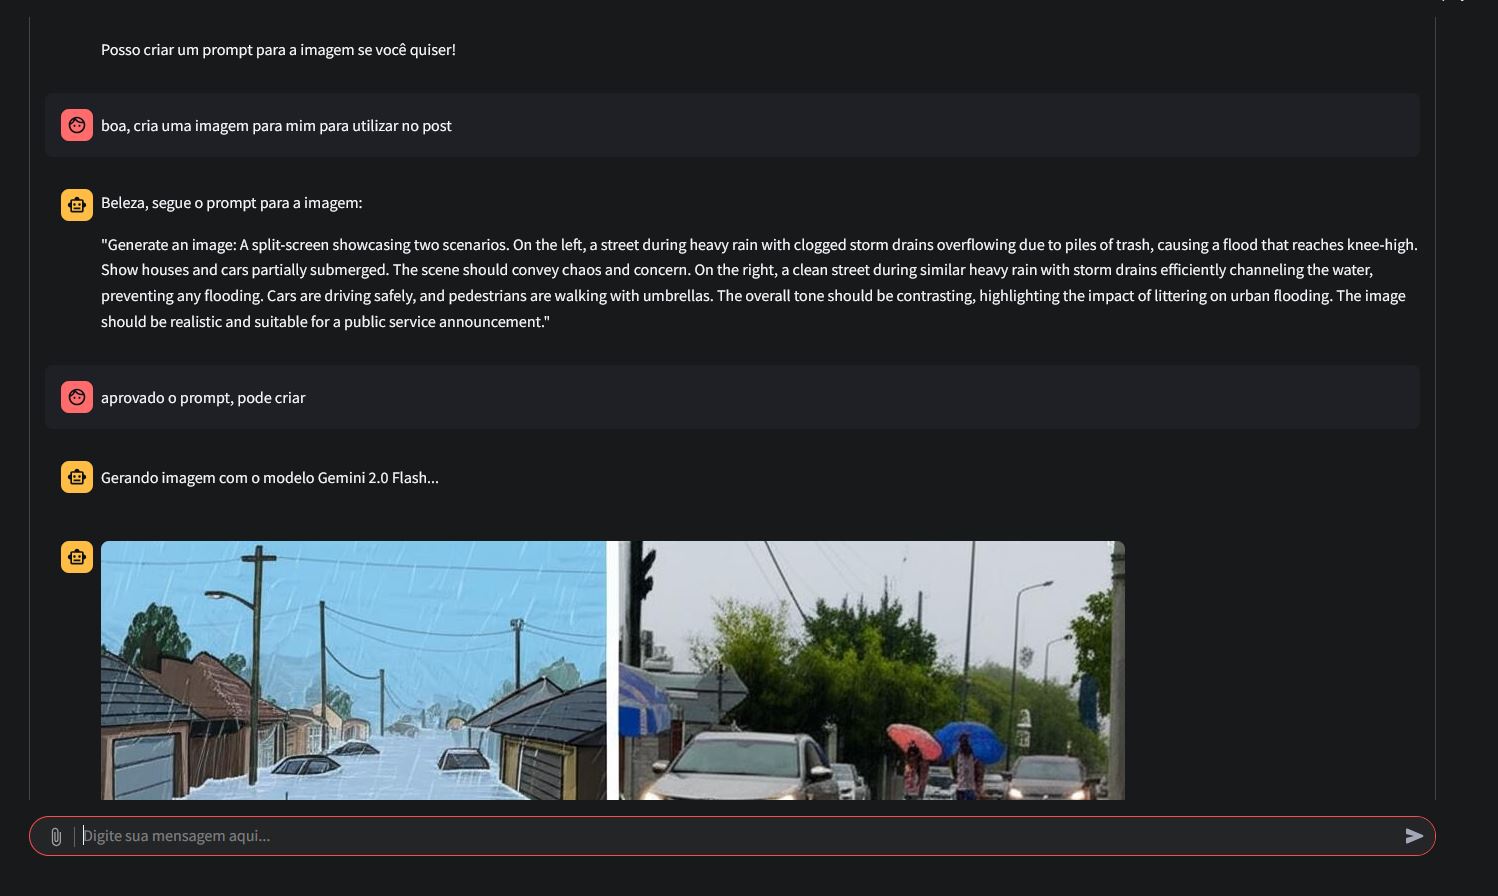 Posso criar um prompt para a imagem se você quiser!
boa, cria uma imagem para mim para utilizar no post
Beleza, segue o prompt para a imagem:
"Generate an image: A split-screen showcasing two scenarios. On the left, a street during heavy rain with clogged storm drains overflowing due to piles of trash, causing a flood that reaches knee-high.
Show houses and cars partially submerged. The scene should convey chaos and concern. On the right, a clean street during similar heavy rain with storm drains efficiently channeling the water,
preventing any flooding. Cars are driving safely, and pedestrians are walking with umbrellas. The overall tone should be contrasting, highlighting the impact of littering on urban flooding. The image
should be realistic and suitable for a public service announcement."
aprovado o prompt, pode criar
Gerando imagem com o modelo Gemini 2.0 Flash...
Digite sua mensagem aqui...